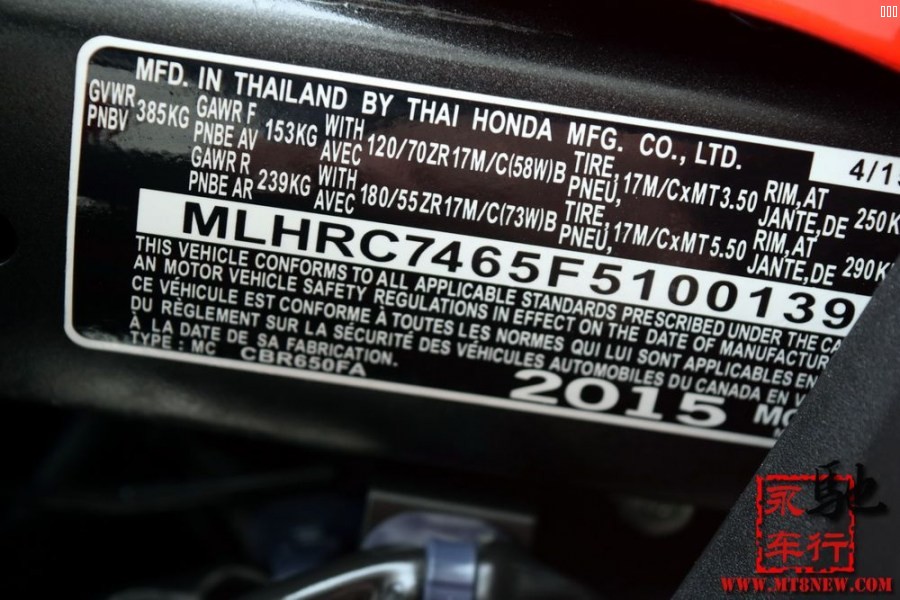 MFD. IN THAILAND BY THAI HONDA MFG. CO., LTD.
4/15
GVWR PNBV 385KG GAWR F PNBE AV 153KG WITH AVEC 120/70ZR17M/C(58W)B TIRE, PNEU, 17M/CxMT3.50 RIM,AT JANTE,DE 250K
GAWR R PNBE AR 239KG WITH AVEC 180/55ZR17M/C(73W)B TIRE, PNEU, 17M/CxMT5.50 RIM,AT JANTE,DE 290K
MLHRC7465F5100139
THIS VEHICLE CONFORMS TO ALL APPLICABLE STANDARDS PRESCRIBED UNDER THE CA
AN MOTOR VEHICLE SAFETY REGULATIONS IN EFFECT ON THE DATE OF MANUFACTUR
CE VÉHICULE EST CONFORME À TOUTES LES NORMES QUI LUI SONT APPLICABLES EN
DU RÈGLEMENT SUR LA SÉCURITÉ DES VÉHICULES AUTOMOBILES DU CANADA EN V
À LA DATE DE SA FABRICATION.
TYPE : MC CBR650FA 2015 MO
永驰
车行
WWW.MT8NEW.COM